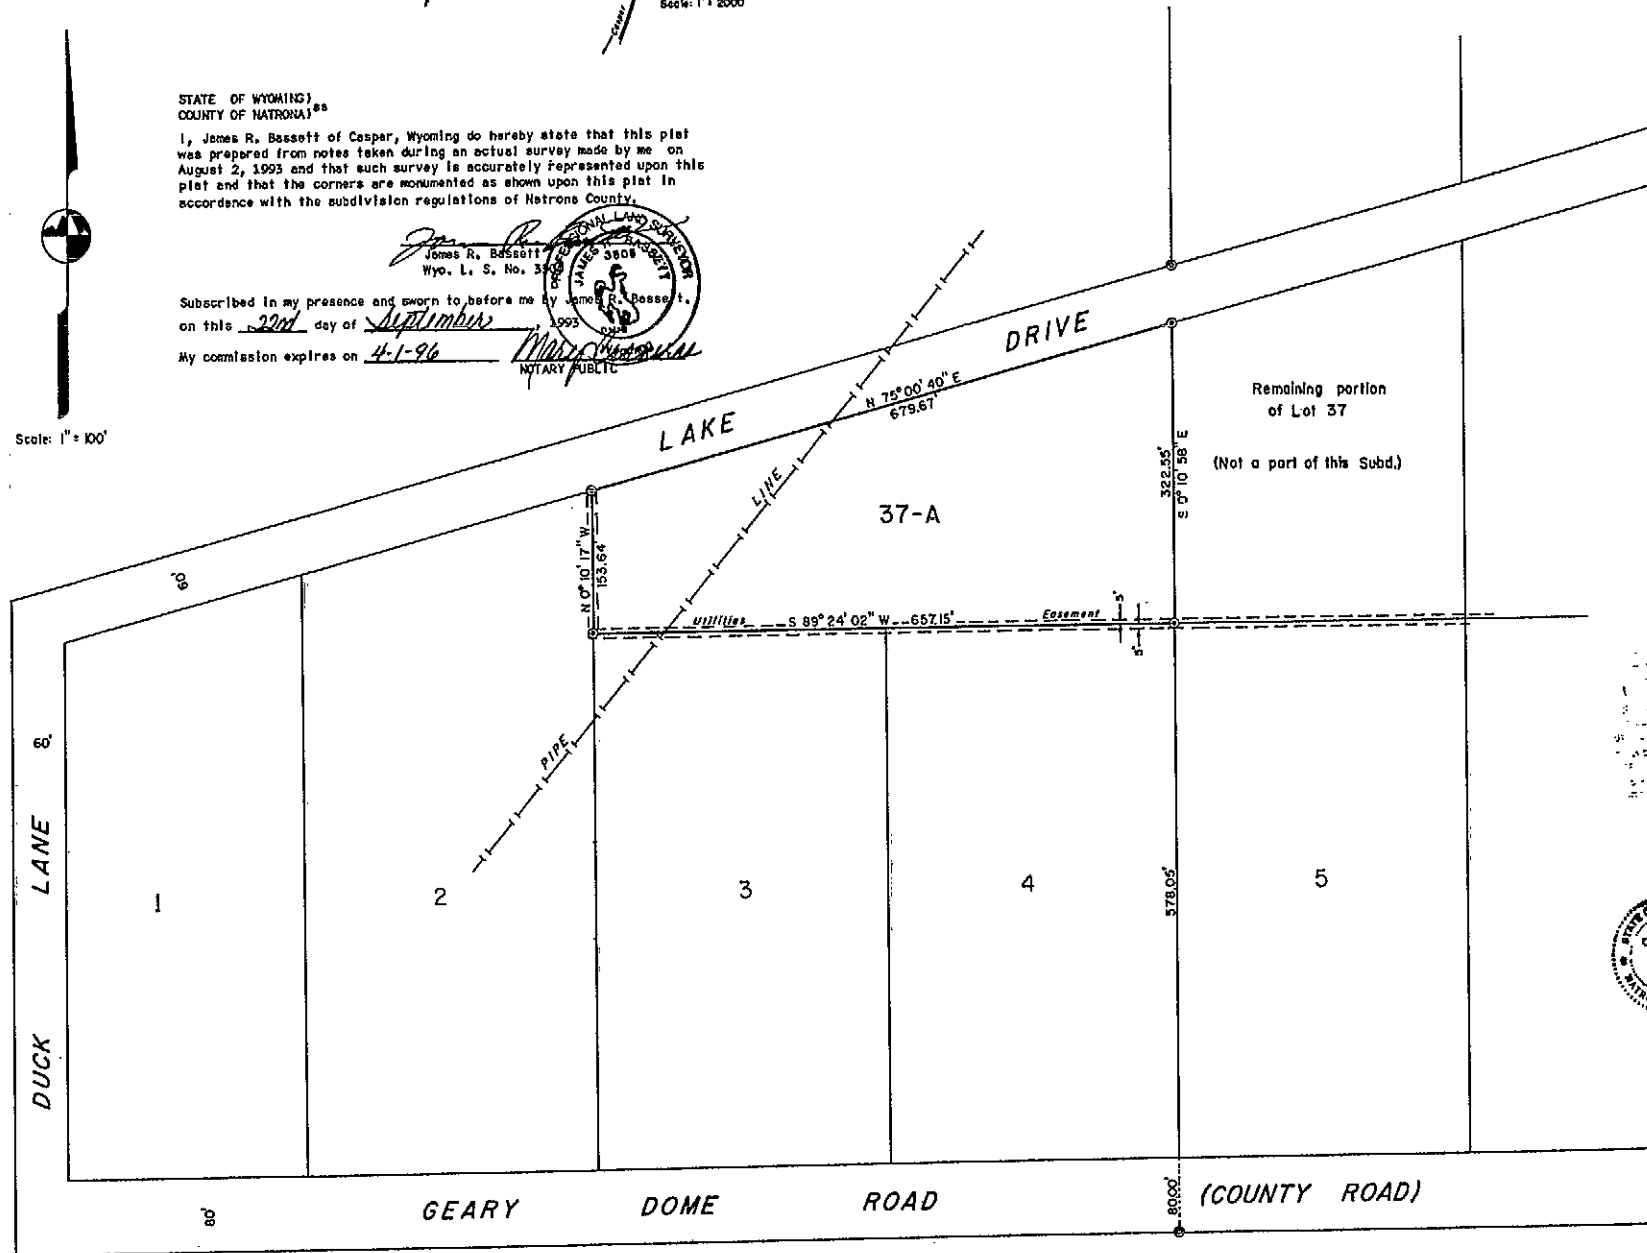 Scale: 1" = 2000'
Casper
STATE OF WYOMING)
COUNTY OF NATRONA) SS
I, James R. Bassett of Casper, Wyoming do hereby state that this plat
was prepared from notes taken during an actual survey made by me on
August 2, 1993 and that such survey is accurately represented upon this
plat and that the corners are monumented as shown upon this plat in
accordance with the subdivision regulations of Natrona County.
James R. Bassett
Wyo. L. S. No.
PROFESSIONAL LAND SURVEYOR
JAMES R. BASSETT
Subscribed in my presence and sworn to before me by James R. Bassett.
on this 22nd day of September, 1993
My commission expires on 4-1-96
NOTARY PUBLIC
Scale: 1" = 100'
LAKE DRIVE
N 75° 00' 40" E
679.67'
Remaining portion
of Lot 37
(Not a part of this Subd.)
322.55'
S 0° 10' 58" E
37-A
PIPE LINE
N 0° 10' 17" W
153.64'
Utilities S 89° 24' 02" W 657.15' Easement
5'
5'
60'
60'
DUCK LANE
1
2
3
4
5
578.05'
80'
GEARY DOME ROAD (COUNTY ROAD)
80.00'